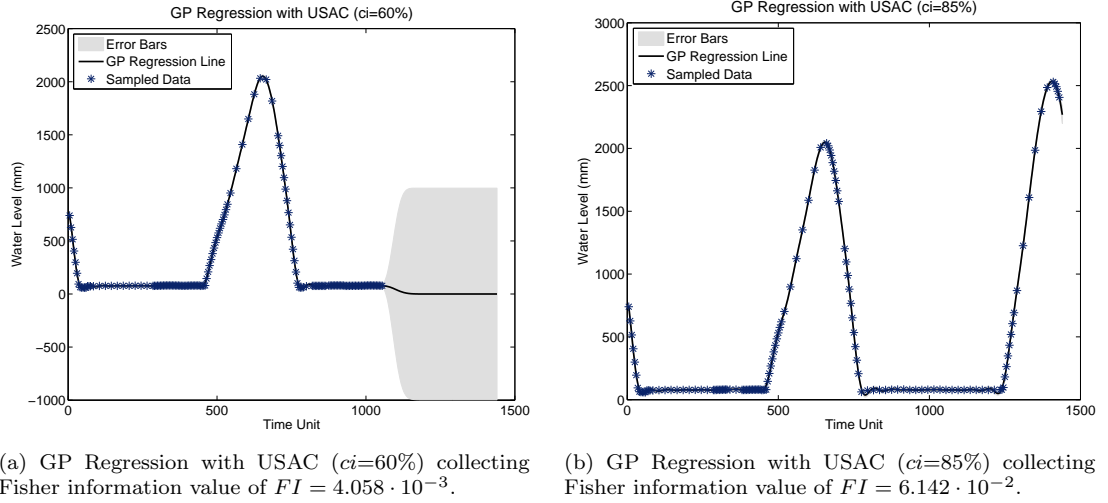 GP Regression with USAC (ci=60%)
2500
2000
1500
1000
500
0
−500
−1000
0
500
1000
1500
Water Level (mm)
Time Unit
Error Bars
GP Regression Line
Sampled Data
(a) GP Regression with USAC (ci=60%) collecting
Fisher information value of FI = 4.058 · 10⁻³.
GP Regression with USAC (ci=85%)
3000
2500
2000
1500
1000
500
0
0
500
1000
1500
Water Level (mm)
Time Unit
Error Bars
GP Regression Line
Sampled Data
(b) GP Regression with USAC (ci=85%) collecting
Fisher information value of FI = 6.142 · 10⁻².